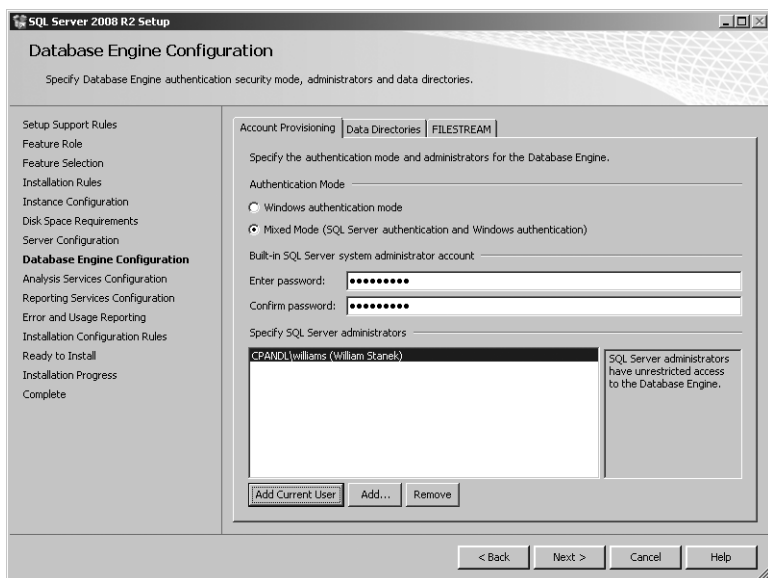 SQL Server 2008 R2 Setup
Database Engine Configuration
Specify Database Engine authentication security mode, administrators and data directories.
Setup Support Rules
Feature Role
Feature Selection
Installation Rules
Instance Configuration
Disk Space Requirements
Server Configuration
Database Engine Configuration
Analysis Services Configuration
Reporting Services Configuration
Error and Usage Reporting
Installation Configuration Rules
Ready to Install
Installation Progress
Complete
Account Provisioning Data Directories FILESTREAM
Specify the authentication mode and administrators for the Database Engine.
Authentication Mode
Windows authentication mode
Mixed Mode (SQL Server authentication and Windows authentication)
Built-in SQL Server system administrator account
Enter password: ●●●●●●●●●
Confirm password: ●●●●●●●●●
Specify SQL Server administrators
CPANDL\williams (William Stanek)
SQL Server administrators
have unrestricted access
to the Database Engine.
Add Current User Add... Remove
< Back Next > Cancel Help